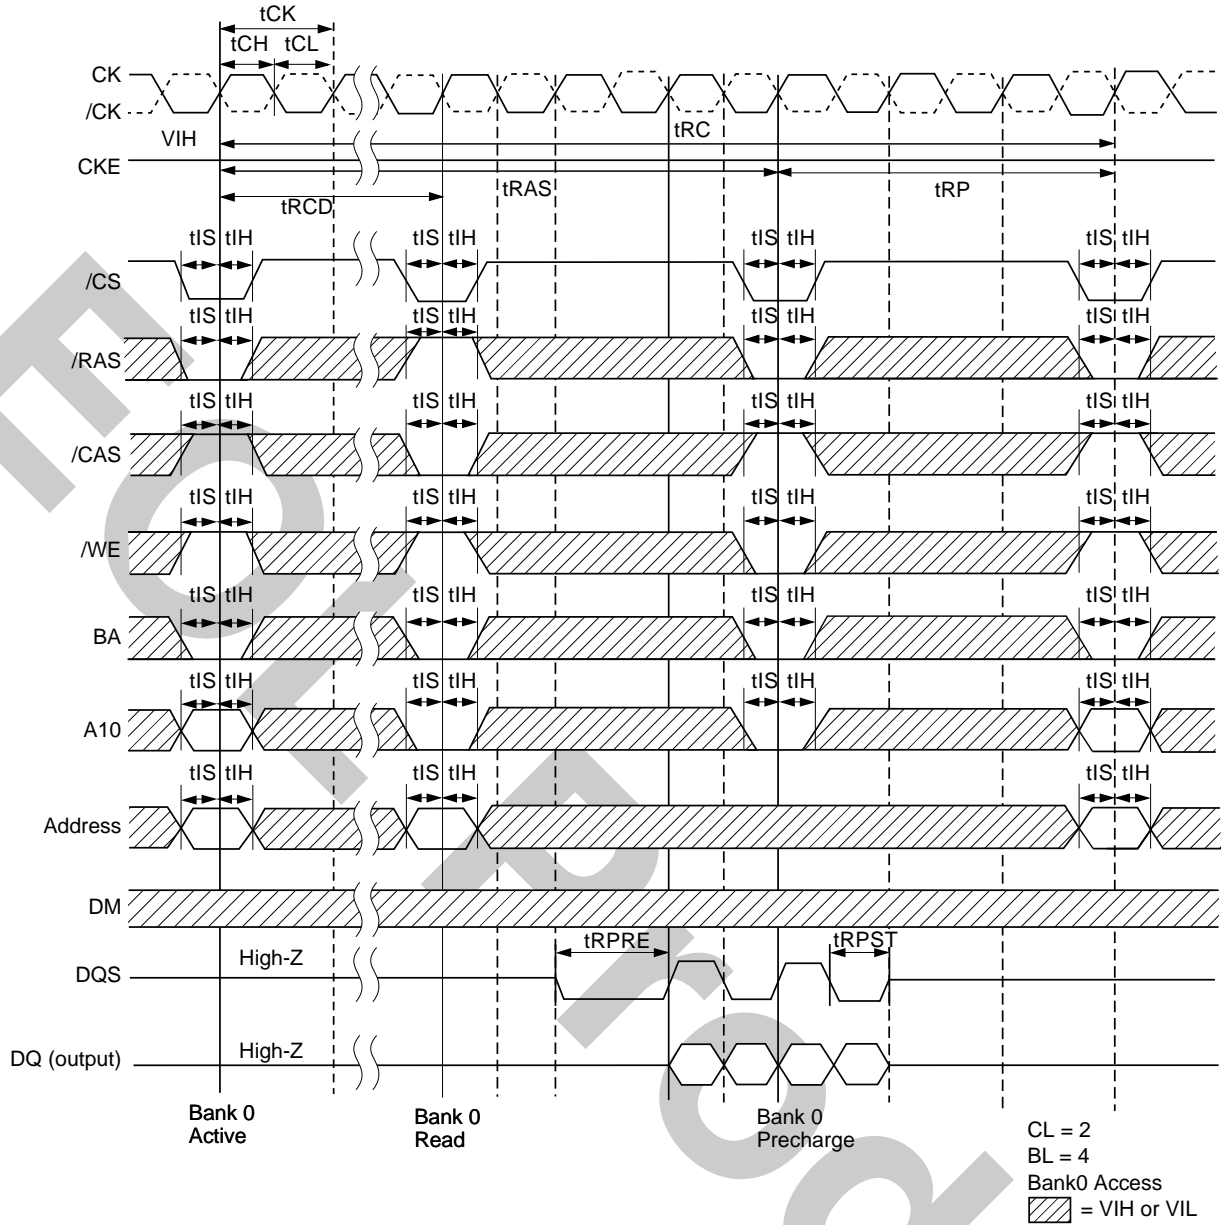 tCK
tCH tCL
CK
/CK
VIH
tRC
CKE
tRAS
tRP
tRCD
tIS tIH tIS tIH tIS tIH tIS tIH
/CS
tIS tIH tIS tIH tIS tIH tIS tIH
/RAS
tIS tIH tIS tIH tIS tIH tIS tIH
/CAS
tIS tIH tIS tIH tIS tIH tIS tIH
/WE
tIS tIH tIS tIH tIS tIH tIS tIH
BA
tIS tIH tIS tIH tIS tIH tIS tIH
A10
tIS tIH tIS tIH tIS tIH
Address
DM
tRPRE tRPST
High-Z
DQS
High-Z
DQ (output)
Bank 0
Active
Bank 0
Read
Bank 0
Precharge
CL = 2
BL = 4
Bank0 Access
= VIH or VIL